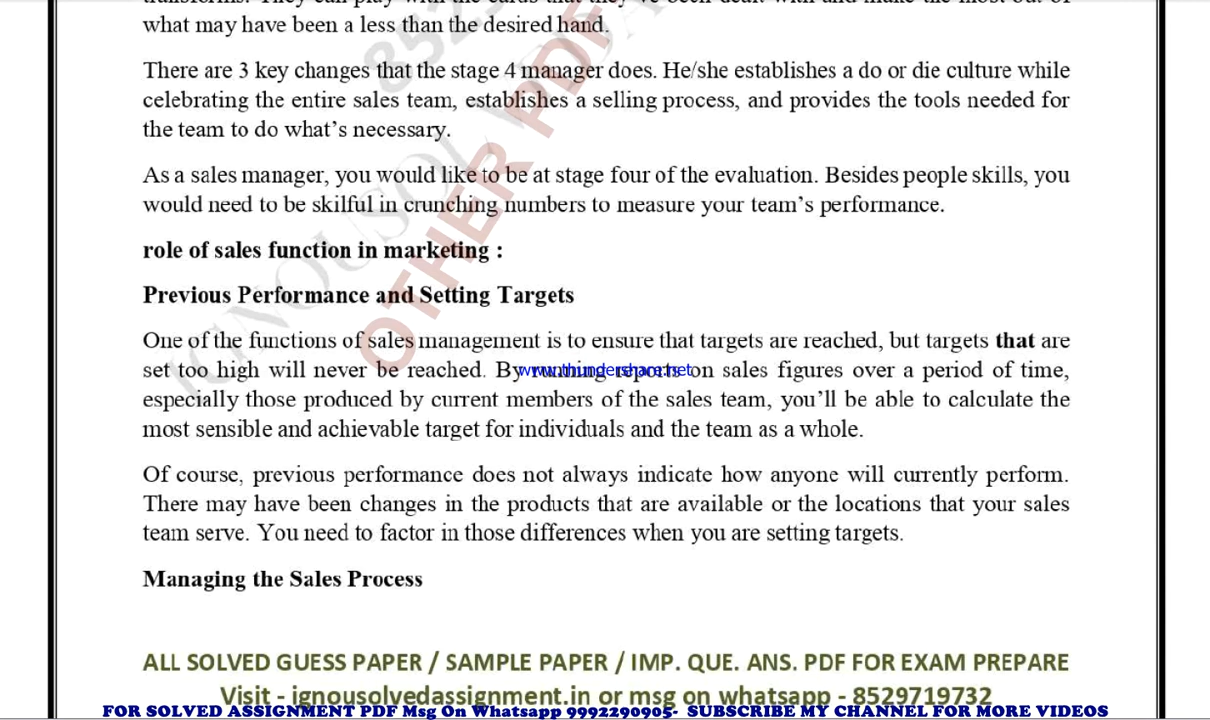 what may have been a less than the desired hand.
There are 3 key changes that the stage 4 manager does. He/she establishes a do or die culture while
celebrating the entire sales team, establishes a selling process, and provides the tools needed for
the team to do what's necessary.
As a sales manager, you would like to be at stage four of the evaluation. Besides people skills, you
would need to be skilful in crunching numbers to measure your team's performance.
role of sales function in marketing :
Previous Performance and Setting Targets
One of the functions of sales management is to ensure that targets are reached, but targets that are
set too high will never be reached. By running reports on sales figures over a period of time,
www.thundershare.net
especially those produced by current members of the sales team, you'll be able to calculate the
most sensible and achievable target for individuals and the team as a whole.
Of course, previous performance does not always indicate how anyone will currently perform.
There may have been changes in the products that are available or the locations that your sales
team serve. You need to factor in those differences when you are setting targets.
Managing the Sales Process
OTHER PDF
ALL SOLVED GUESS PAPER / SAMPLE PAPER / IMP. QUE. ANS. PDF FOR EXAM PREPARE
Visit - ignousolvedassignment.in or msg on whatsapp - 8529719732
FOR SOLVED ASSIGNMENT PDF Msg On Whatsapp 9992290905- SUBSCRIBE MY CHANNEL FOR MORE VIDEOS